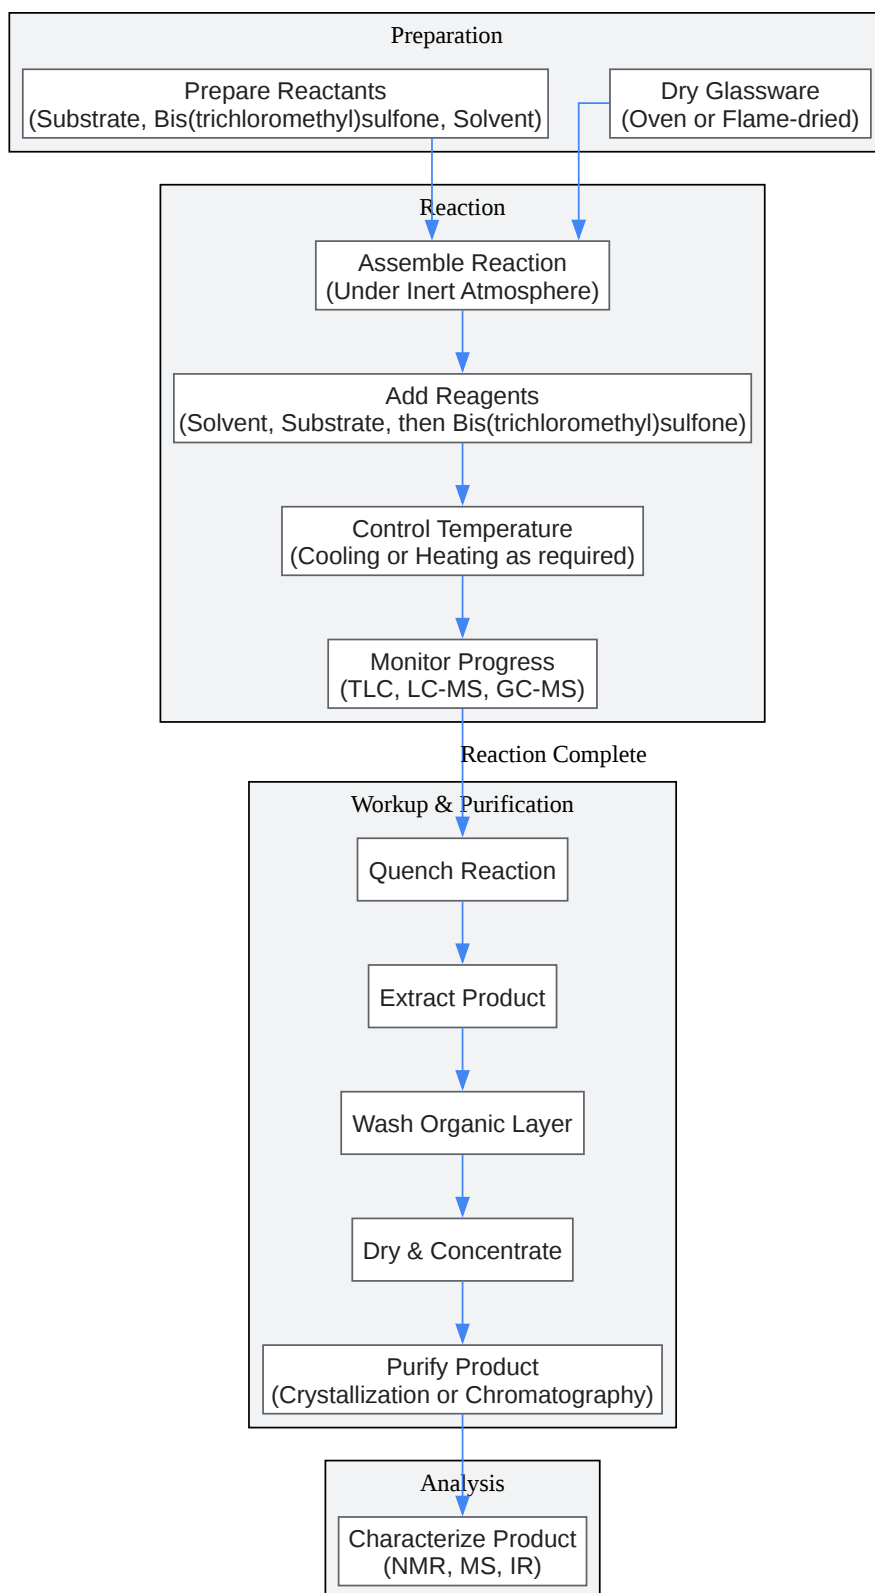 Preparation
Prepare Reactants
(Substrate, Bis(trichloromethyl)sulfone, Solvent)
Dry Glassware
(Oven or Flame-dried)
Reaction
Assemble Reaction
(Under Inert Atmosphere)
Add Reagents
(Solvent, Substrate, then Bis(trichloromethyl)sulfone)
Control Temperature
(Cooling or Heating as required)
Monitor Progress
(TLC, LC-MS, GC-MS)
Reaction Complete
Workup & Purification
Quench Reaction
Extract Product
Wash Organic Layer
Dry & Concentrate
Purify Product
(Crystallization or Chromatography)
Analysis
Characterize Product
(NMR, MS, IR)